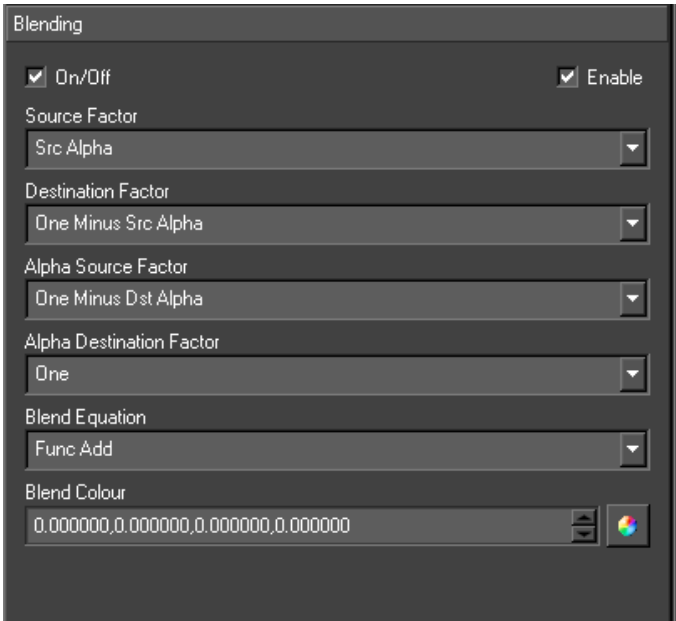 Blending
On/Off Enable
Source Factor
Src Alpha
Destination Factor
One Minus Src Alpha
Alpha Source Factor
One Minus Dst Alpha
Alpha Destination Factor
One
Blend Equation
Func Add
Blend Colour
0.000000,0.000000,0.000000,0.000000